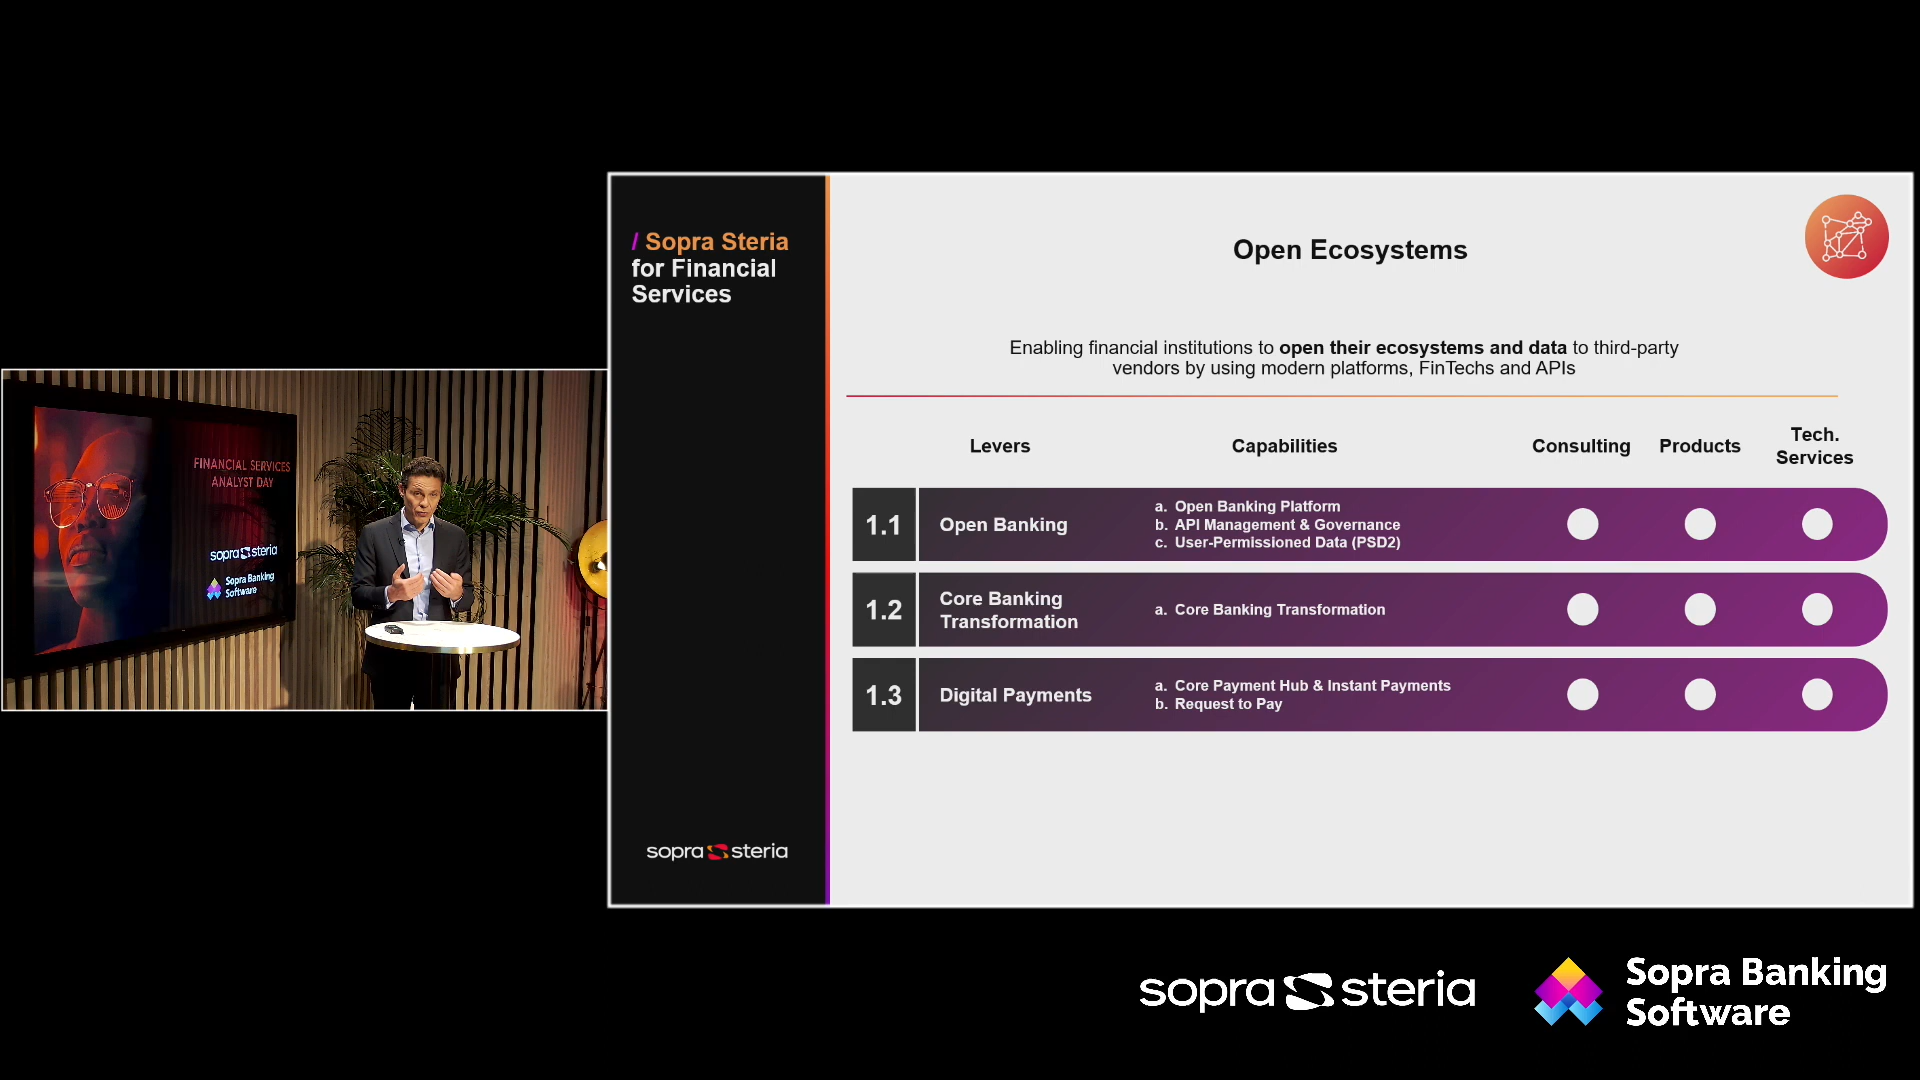 FINANCIAL SERVICES
ANALYST DAY
sopra steria
Sopra Banking
Software
/ Sopra Steria
for Financial
Services
sopra steria
Open Ecosystems
Enabling financial institutions to open their ecosystems and data to third-party
vendors by using modern platforms, FinTechs and APIs
Levers Capabilities Consulting Products Tech. Services
1.1 Open Banking
a. Open Banking Platform
b. API Management & Governance
c. User-Permissioned Data (PSD2)
1.2 Core Banking
Transformation
a. Core Banking Transformation
1.3 Digital Payments
a. Core Payment Hub & Instant Payments
b. Request to Pay
sopra steria
Sopra Banking
Software